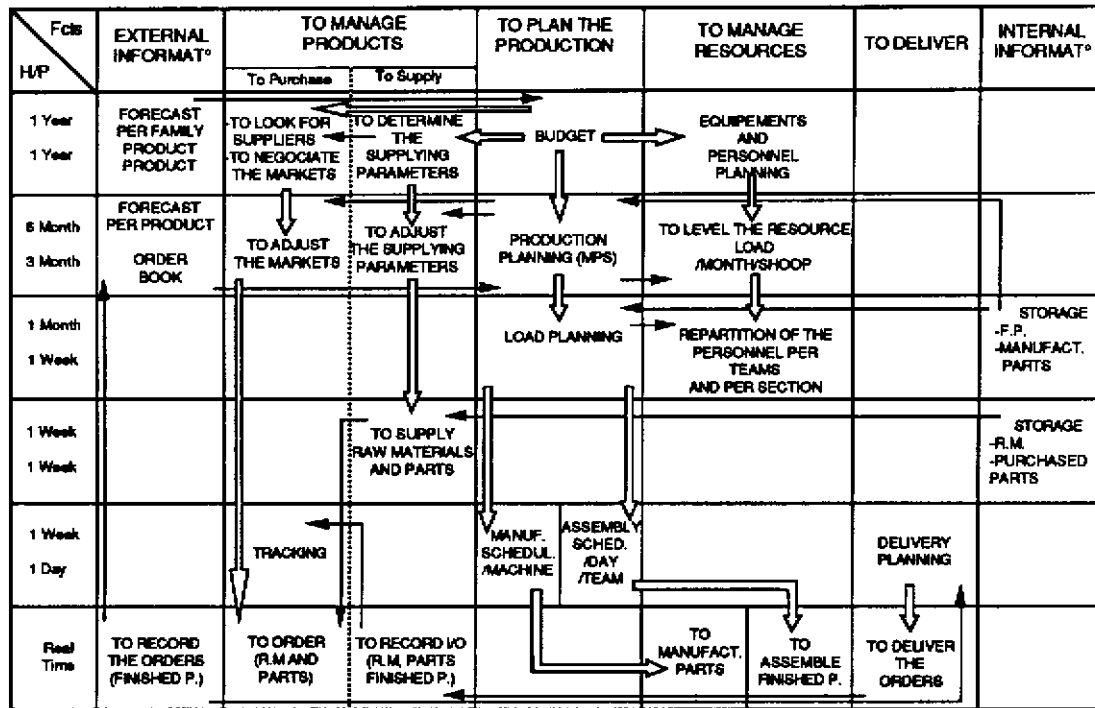 Fcts
H/P
EXTERNAL
INFORMAT°
TO MANAGE
PRODUCTS
To Purchase
To Supply
TO PLAN THE
PRODUCTION
TO MANAGE
RESOURCES
TO DELIVER
INTERNAL
INFORMAT°
1 Year
1 Year
FORECAST
PER FAMILY
PRODUCT
PRODUCT
-TO LOOK FOR
SUPPLIERS
-TO NEGOCIATE
THE MARKETS
TO DETERMINE
THE
SUPPLYING
PARAMETERS
BUDGET
EQUIPEMENTS
AND
PERSONNEL
PLANNING
6 Month
3 Month
FORECAST
PER PRODUCT
ORDER
BOOK
TO ADJUST
THE MARKETS
TO ADJUST
THE SUPPLYING
PARAMETERS
PRODUCTION
PLANNING (MPS)
TO LEVEL THE RESOURCE
LOAD
/MONTH/SHOOP
1 Month
1 Week
LOAD PLANNING
REPARTITION OF THE
PERSONNEL PER
TEAMS
AND PER SECTION
STORAGE
-F.P.
-MANUFACT.
PARTS
1 Week
1 Week
TO SUPPLY
RAW MATERIALS
AND PARTS
STORAGE
-R.M.
-PURCHASED
PARTS
1 Week
1 Day
TRACKING
MANUF.
SCHEDUL.
/MACHINE
ASSEMBLY
SCHED.
/DAY
/TEAM
DELIVERY
PLANNING
Real
Time
TO RECORD
THE ORDERS
(FINISHED P.)
TO ORDER
(R.M AND
PARTS)
TO RECORD I/O
(R.M, PARTS
FINISHED P.)
TO
MANUFACT.
PARTS
TO
ASSEMBLE
FINISHED P.
TO DELIVER
THE
ORDERS